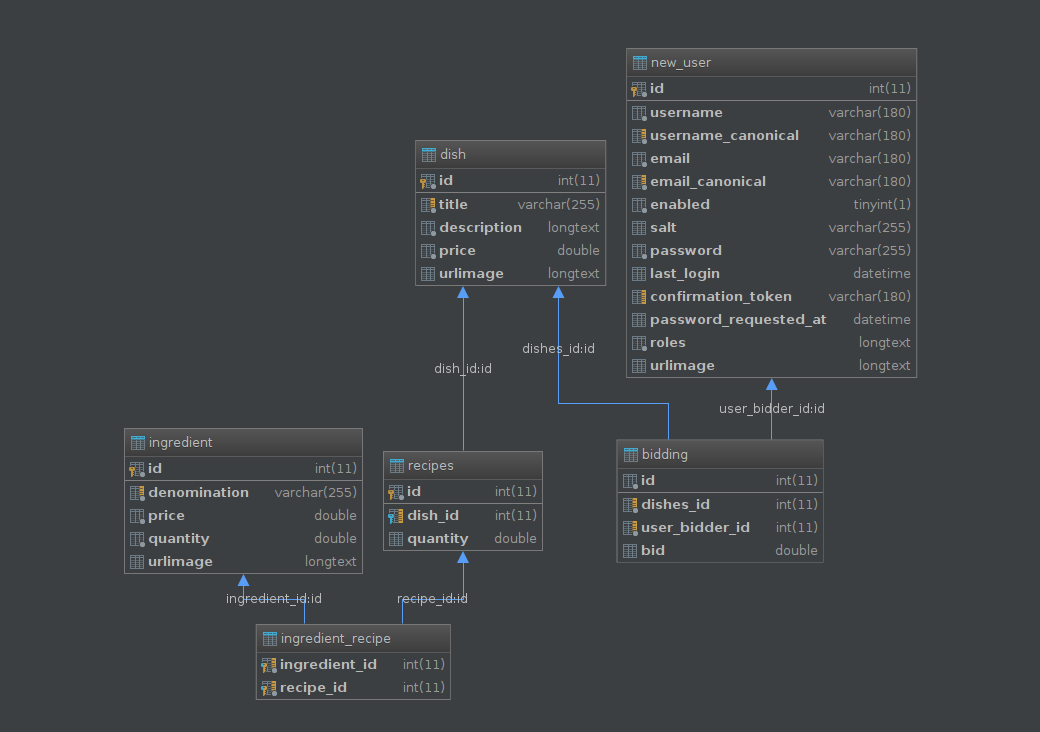 new_user
id int(11)
username varchar(180)
username_canonical varchar(180)
email varchar(180)
email_canonical varchar(180)
enabled tinyint(1)
salt varchar(255)
password varchar(255)
last_login datetime
confirmation_token varchar(180)
password_requested_at datetime
roles longtext
urlimage longtext
dish
id int(11)
title varchar(255)
description longtext
price double
urlimage longtext
dishes_id:id
dish_id:id
user_bidder_id:id
ingredient
id int(11)
denomination varchar(255)
price double
quantity double
urlimage longtext
recipes
id int(11)
dish_id int(11)
quantity double
bidding
id int(11)
dishes_id int(11)
user_bidder_id int(11)
bid double
ingredient_id:id
recipe_id:id
ingredient_recipe
ingredient_id int(11)
recipe_id int(11)